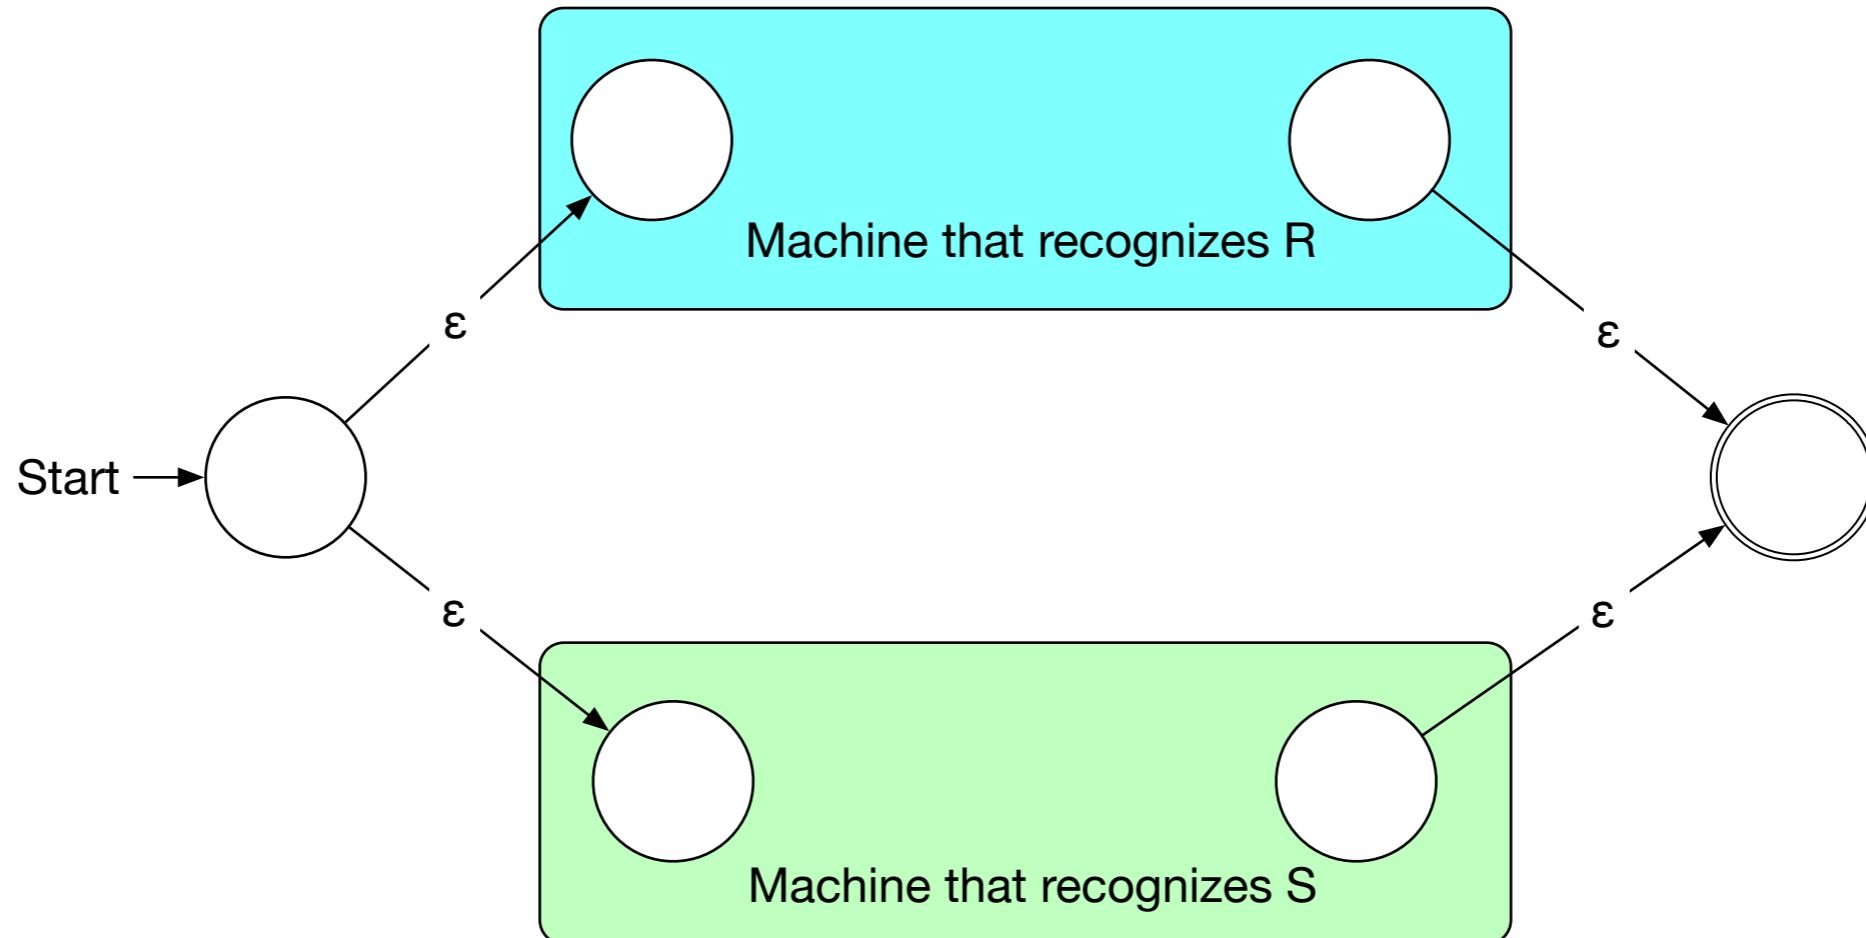 Machine that recognizes R
ε
ε
Start
ε
ε
Machine that recognizes S